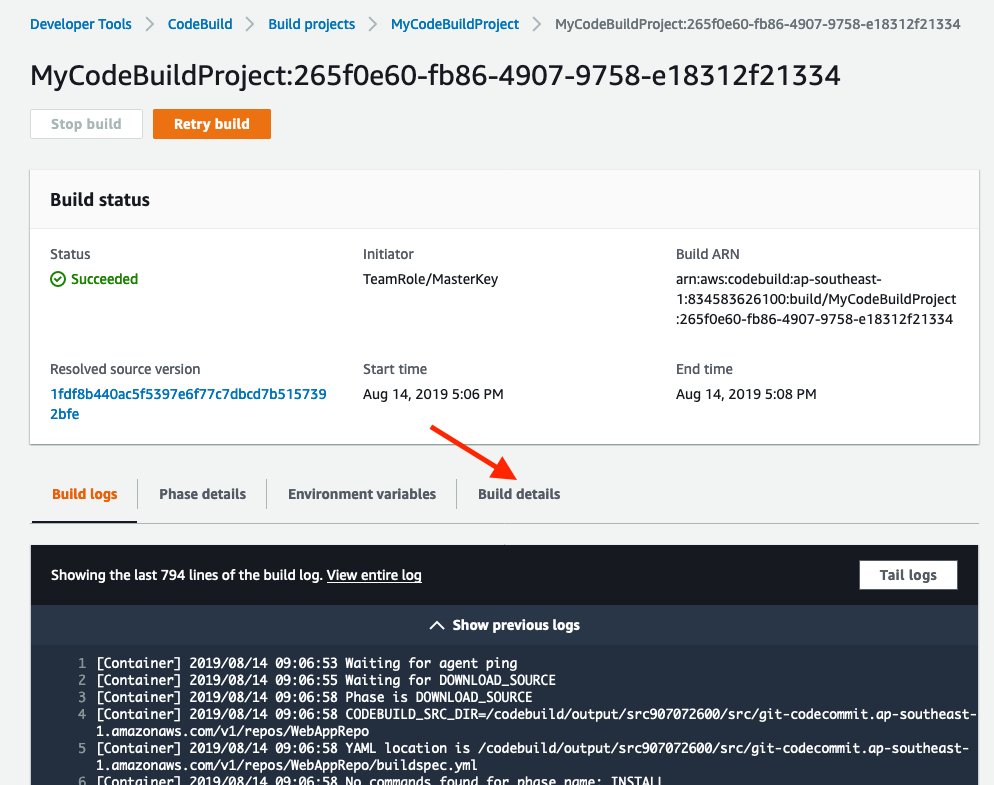 Developer Tools > CodeBuild > Build projects > MyCodeBuildProject > MyCodeBuildProject:265f0e60-fb86-4907-9758-e18312f21334
MyCodeBuildProject:265f0e60-fb86-4907-9758-e18312f21334
Stop build Retry build
Build status
Status Initiator Build ARN
Succeeded TeamRole/MasterKey arn:aws:codebuild:ap-southeast-
1:834583626100:build/MyCodeBuildProject
:265f0e60-fb86-4907-9758-e18312f21334
Resolved source version Start time End time
1fdf8b440ac5f5397e6f77c7dbcd7b515739 Aug 14, 2019 5:06 PM Aug 14, 2019 5:08 PM
2bfe
Build logs Phase details Environment variables Build details
Showing the last 794 lines of the build log. View entire log Tail logs
Show previous logs
1 [Container] 2019/08/14 09:06:53 Waiting for agent ping
2 [Container] 2019/08/14 09:06:55 Waiting for DOWNLOAD_SOURCE
3 [Container] 2019/08/14 09:06:58 Phase is DOWNLOAD_SOURCE
4 [Container] 2019/08/14 09:06:58 CODEBUILD_SRC_DIR=/codebuild/output/src907072600/src/git-codecommit.ap-southeast-
1.amazonaws.com/v1/repos/WebAppRepo
5 [Container] 2019/08/14 09:06:58 YAML location is /codebuild/output/src907072600/src/git-codecommit.ap-southeast-
1.amazonaws.com/v1/repos/WebAppRepo/buildspec.yml
6 [Container] 2019/08/14 09:06:58 No commands found for phase name: INSTALL